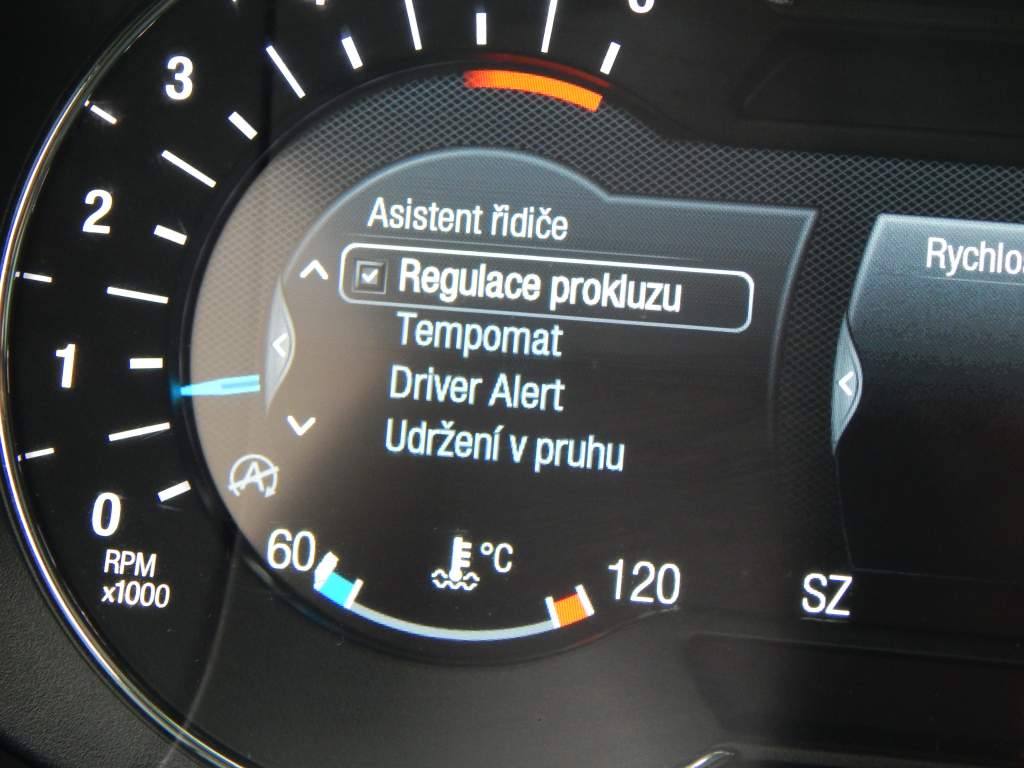 3
2
1
0
RPM
x1000
Asistent řidiče
Regulace prokluzu
Tempomat
Driver Alert
Udržení v pruhu
A
60
°C
120
SZ